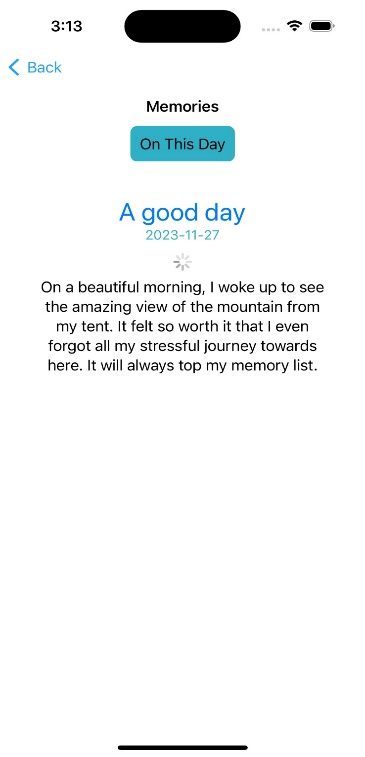 3:13
Back
Memories
On This Day
A good day
2023-11-27
On a beautiful morning, I woke up to see
the amazing view of the mountain from
my tent. It felt so worth it that I even
forgot all my stressful journey towards
here. It will always top my memory list.